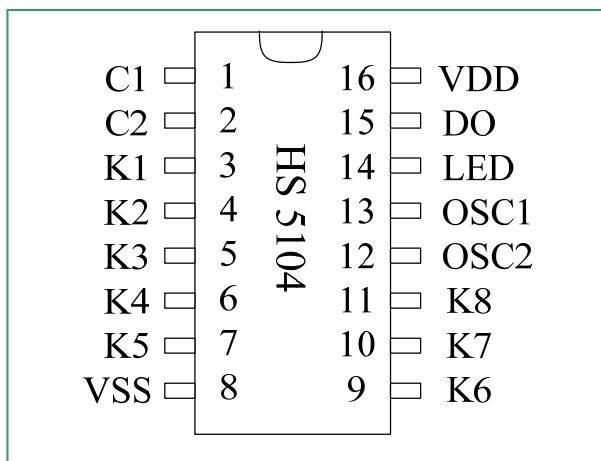 C1 1 16 VDD
C2 2 15 DO
K1 3 14 LED
K2 4 13 OSC1
K3 5 12 OSC2
K4 6 11 K8
K5 7 10 K7
VSS 8 9 K6
HS 5104